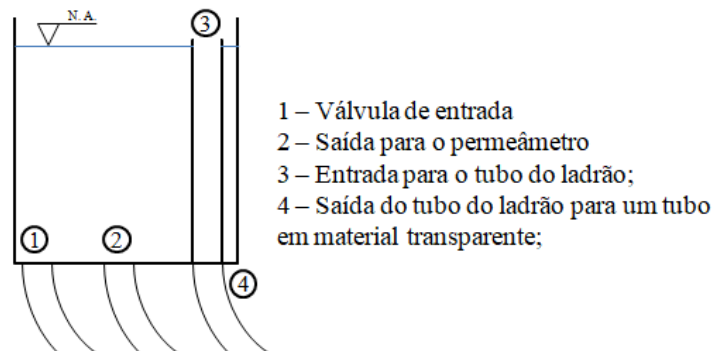 N.A.
3
1 – Válvula de entrada
2 – Saída para o permeâmetro
3 – Entrada para o tubo do ladrão;
4 – Saída do tubo do ladrão para um tubo
em material transparente;
1
2
4